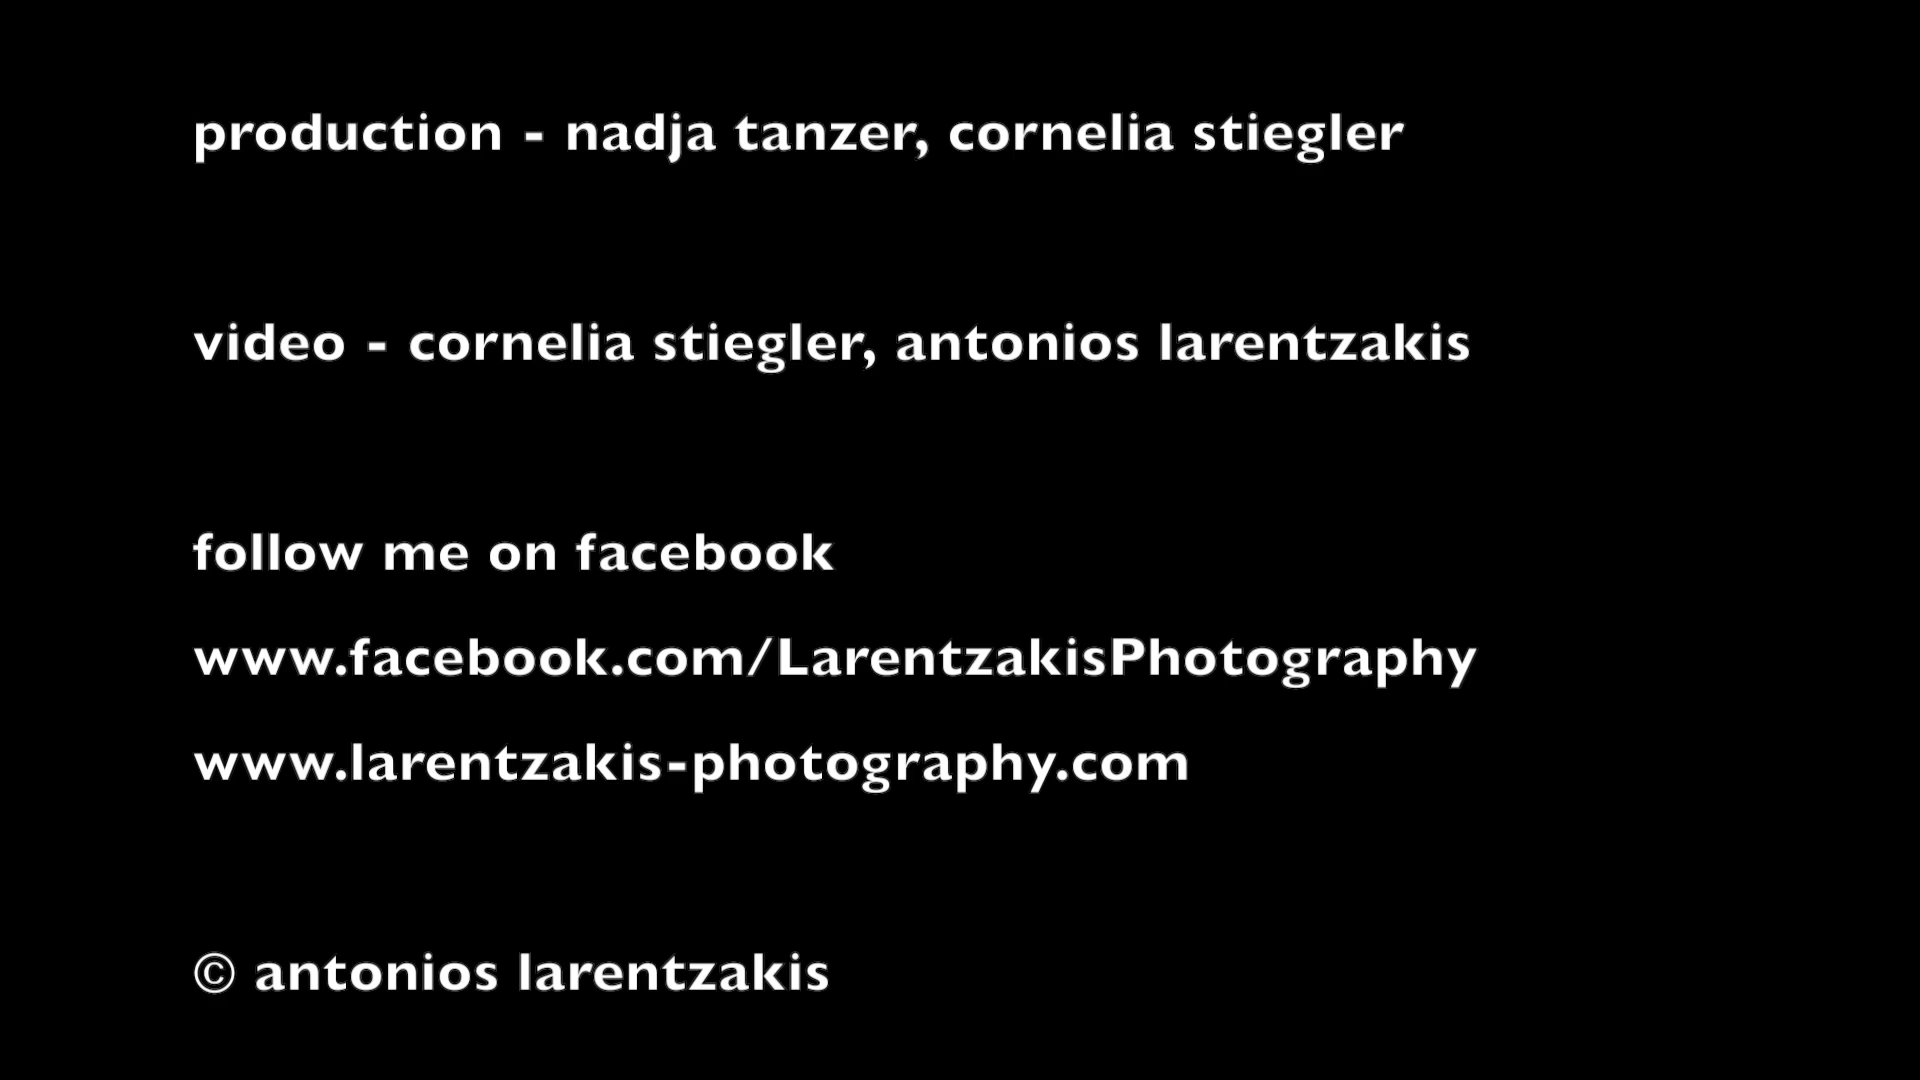 production - nadja tanzer, cornelia stiegler
video - cornelia stiegler, antonios larentzakis
follow me on facebook
www.facebook.com/LarentzakisPhotography
www.larentzakis-photography.com
© antonios larentzakis